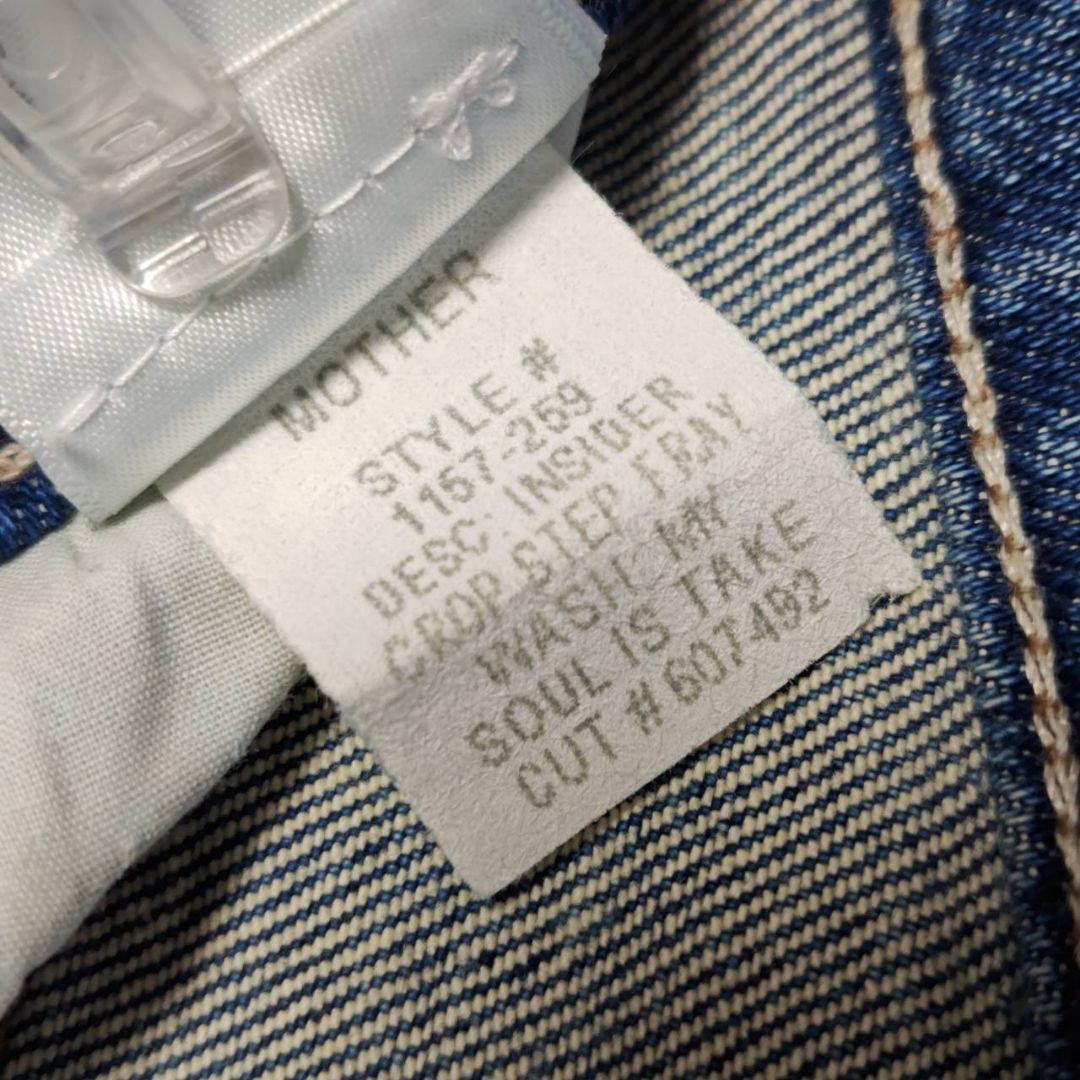 MOTHER
STYLE #
1157-259
DESC: INSIDER
CROP STEP FRAY
WASH: MY
SOUL IS TAKE
CUT # 607492